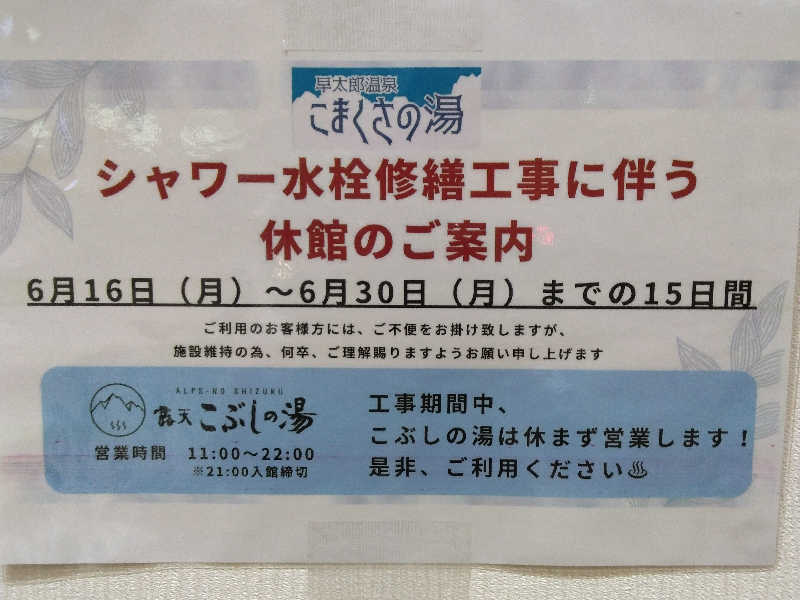 早太郎温泉
こまくさの湯
シャワー水栓修繕工事に伴う
休館のご案内
6月16日（月）～6月30日（月）までの15日間
ご利用のお客様方には、ご不便をお掛け致しますが、
施設維持の為、何卒、ご理解賜りますようお願い申し上げます
ALPS-NO SHIZUKU
露天こぶしの湯
営業時間 11:00～22:00
※21:00入館締切
工事期間中、
こぶしの湯は休まず営業します！
是非、ご利用ください♨